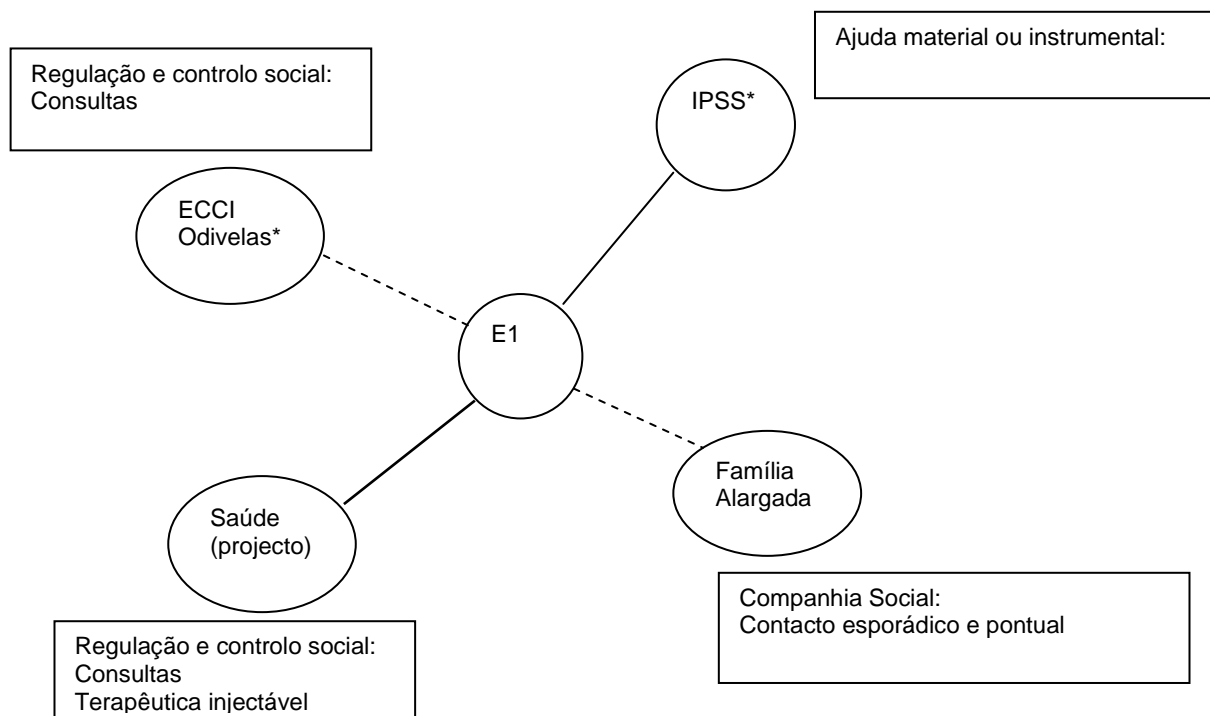 Ajuda material ou instrumental:
Regulação e controlo social:
Consultas
IPSS*
ECCI
Odivelas*
E1
Família
Alargada
Saúde
(projecto)
Companhia Social:
Contacto esporádico e pontual
Regulação e controlo social:
Consultas
Terapêutica injectável